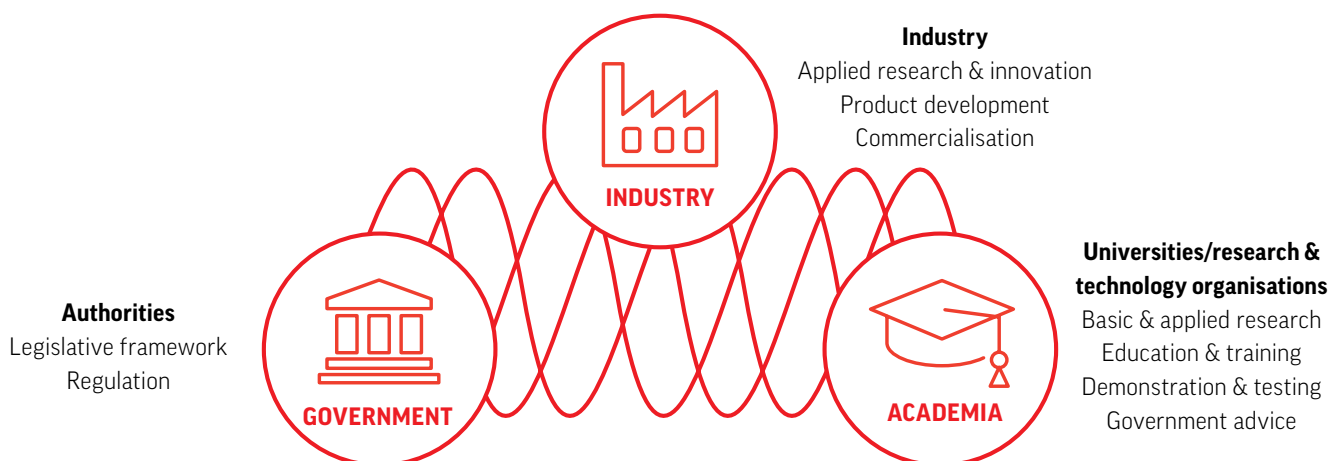 Industry
Applied research & innovation
Product development
Commercialisation
INDUSTRY
Authorities
Legislative framework
Regulation
GOVERNMENT
Universities/research &
technology organisations
Basic & applied research
Education & training
Demonstration & testing
Government advice
ACADEMIA